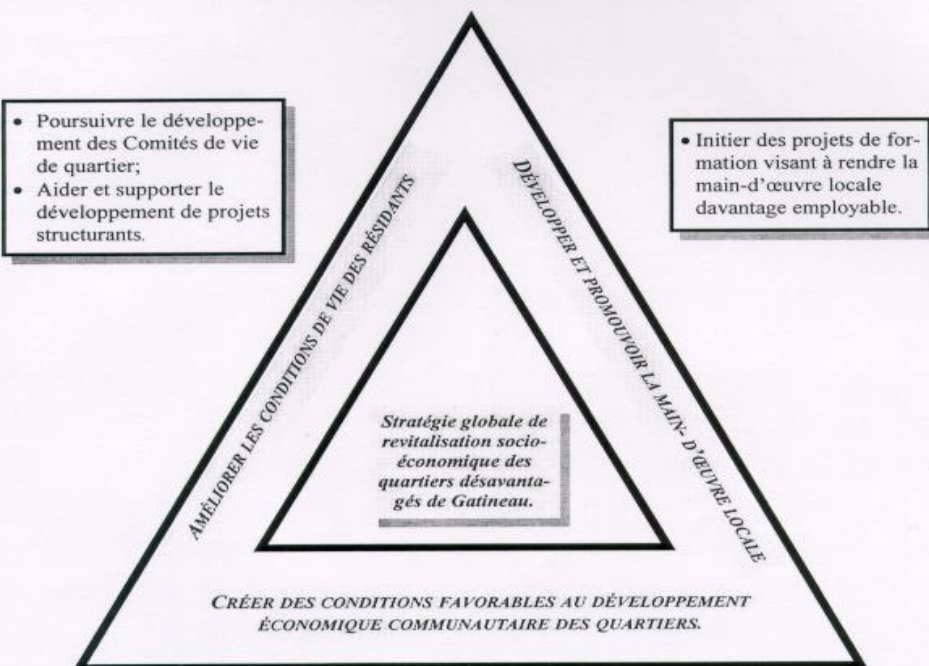 • Poursuivre le développe-
ment des Comités de vie
de quartier;
• Aider et supporter le
développement de projets
structurants.
• Initier des projets de for-
mation visant à rendre la
main-d'œuvre locale
davantage employable.
AMÉLIORER LES CONDITIONS DE VIE DES RÉSIDANTS
DÉVELOPPER ET PROMOUVOIR LA MAIN- D'ŒUVRE LOCALE
Stratégie globale de
revitalisation socio-
économique des
quartiers désavanta-
gés de Gatineau.
CRÉER DES CONDITIONS FAVORABLES AU DÉVELOPPEMENT
ÉCONOMIQUE COMMUNAUTAIRE DES QUARTIERS.